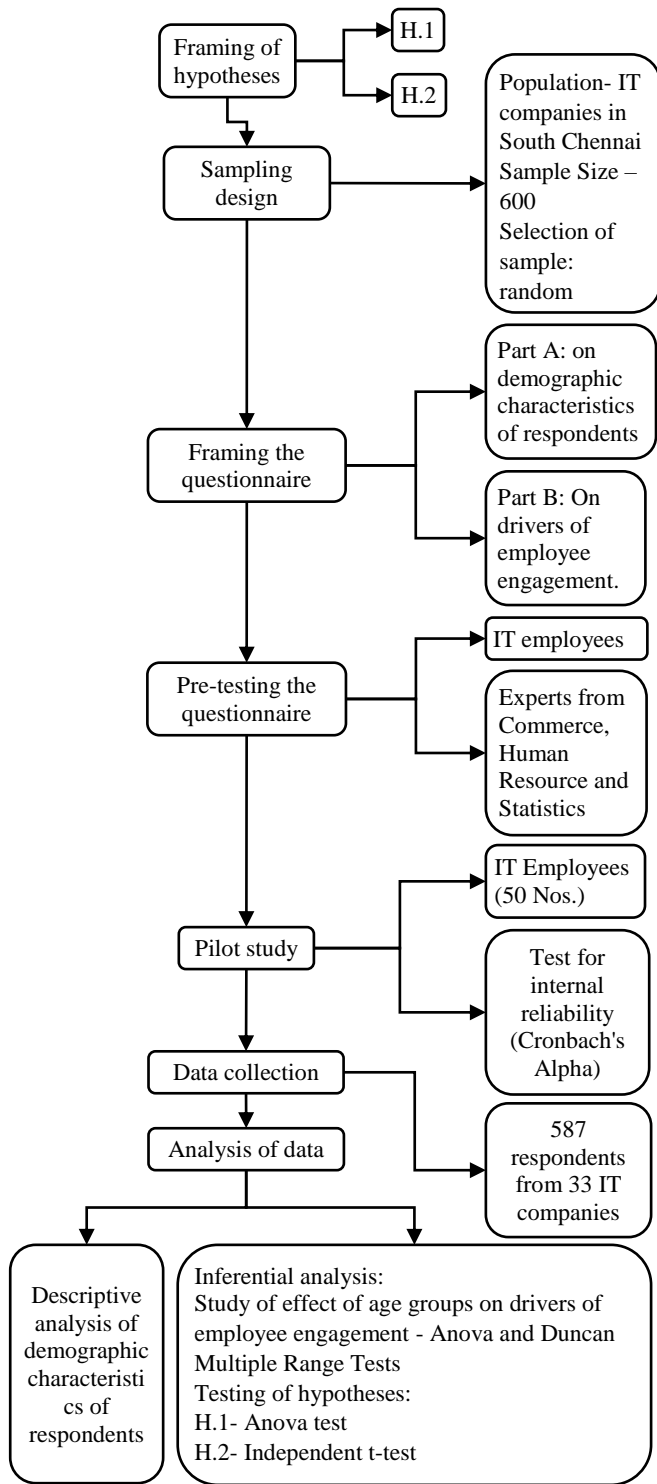 Framing of
hypotheses
H.1
H.2
Sampling
design
Population- IT
companies in
South Chennai
Sample Size –
600
Selection of
sample:
random
Framing the
questionnaire
Part A: on
demographic
characteristics
of respondents
Part B: On
drivers of
employee
engagement.
Pre-testing the
questionnaire
IT employees
Experts from
Commerce,
Human
Resource and
Statistics
Pilot study
IT Employees
(50 Nos.)
Test for
internal
reliability
(Cronbach's
Alpha)
Data collection
587
respondents
from 33 IT
companies
Analysis of data
Descriptive
analysis of
demographic
characteristi
cs of
respondents
Inferential analysis:
Study of effect of age groups on drivers of
employee engagement - Anova and Duncan
Multiple Range Tests
Testing of hypotheses:
H.1- Anova test
H.2- Independent t-test